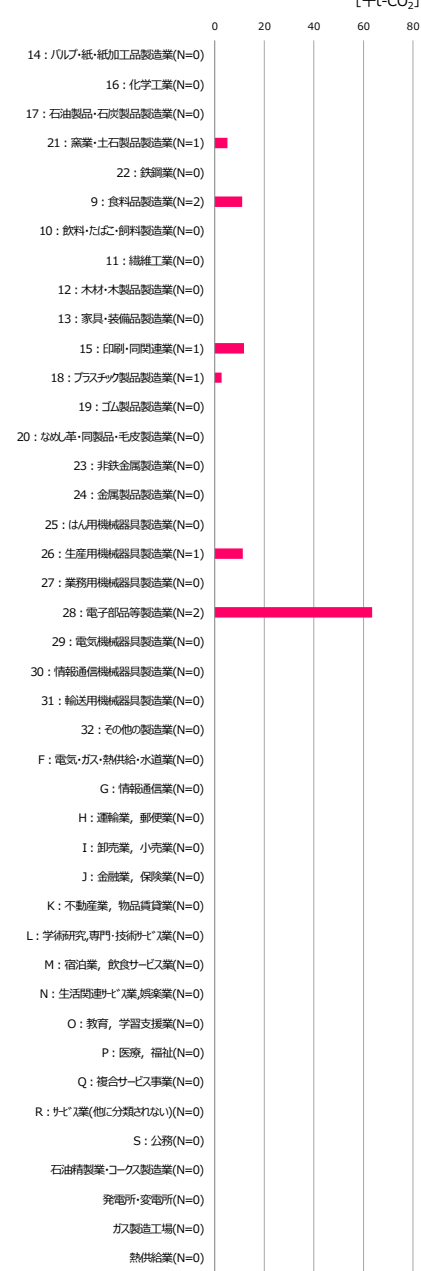 [千t-CO₂]
0 20 40 60 80
14：パルプ・紙・紙加工品製造業(N=0)
16：化学工業(N=0)
17：石油製品・石炭製品製造業(N=0)
21：窯業・土石製品製造業(N=1)
22：鉄鋼業(N=0)
9：食料品製造業(N=2)
10：飲料・たばこ・飼料製造業(N=0)
11：繊維工業(N=0)
12：木材・木製品製造業(N=0)
13：家具・装備品製造業(N=0)
15：印刷・同関連業(N=1)
18：プラスチック製品製造業(N=1)
19：ゴム製品製造業(N=0)
20：なめし革・同製品・毛皮製造業(N=0)
23：非鉄金属製造業(N=0)
24：金属製品製造業(N=0)
25：はん用機械器具製造業(N=0)
26：生産用機械器具製造業(N=1)
27：業務用機械器具製造業(N=0)
28：電子部品等製造業(N=2)
29：電気機械器具製造業(N=0)
30：情報通信機械器具製造業(N=0)
31：輸送用機械器具製造業(N=0)
32：その他の製造業(N=0)
F：電気・ガス・熱供給・水道業(N=0)
G：情報通信業(N=0)
H：運輸業，郵便業(N=0)
I：卸売業，小売業(N=0)
J：金融業，保険業(N=0)
K：不動産業，物品賃貸業(N=0)
L：学術研究,専門・技術ｻｰﾋﾞｽ業(N=0)
M：宿泊業，飲食サービス業(N=0)
N：生活関連ｻｰﾋﾞｽ業,娯楽業(N=0)
O：教育，学習支援業(N=0)
P：医療，福祉(N=0)
Q：複合サービス事業(N=0)
R：ｻｰﾋﾞｽ業(他に分類されない)(N=0)
S：公務(N=0)
石油精製業・コークス製造業(N=0)
発電所・変電所(N=0)
ガス製造工場(N=0)
熱供給業(N=0)